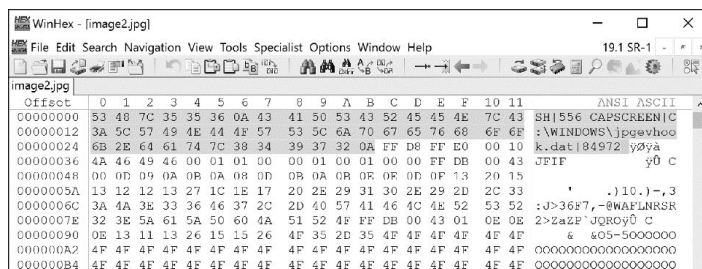 WinHex - [image2.jpg]
File Edit Search Navigation View Tools Specialist Options Window Help 19.1 SR-1
image2.jpg
Offset 0 1 2 3 4 5 6 7 8 9 A B C D E F 10 11 ANSI ASCII
00000000 53 48 7C 35 35 36 0A 43 41 50 53 43 52 45 45 4E 7C 43 SH|556 CAPSCREEN|C
00000012 3A 5C 57 49 4E 44 4F 57 53 5C 6A 70 67 65 76 68 6F 6F :\WINDOWS\jpgevhoo
00000024 6B 2E 64 61 74 7C 38 34 39 37 32 0A FF D8 FF E0 00 10 k.dat|84972 ÿØÿà
00000036 4A 46 49 46 00 01 01 00 00 01 00 01 00 00 FF DB 00 43 JFIF ÿÛ C
00000048 00 0D 09 0A 0B 0A 08 0D 0B 0A 0B 0E 0E 0D 0F 13 20 15
0000005A 13 12 12 13 27 1C 1E 17 20 2E 29 31 30 2E 29 2D 2C 33 ' .)10.)-,3
0000006C 3A 4A 3E 33 36 46 37 2C 2D 40 57 41 46 4C 4E 52 53 52 :J>36F7,-@WAFLNRSR
0000007E 32 3E 5A 61 5A 50 60 4A 51 52 4F FF DB 00 43 01 0E 0E 2>ZaZP`JQROÿÛ C
00000090 0E 13 11 13 26 15 15 26 4F 35 2D 35 4F 4F 4F 4F 4F 4F & &O5-5OOOOOO
000000A2 4F 4F 4F 4F 4F 4F 4F 4F 4F 4F 4F 4F 4F 4F 4F 4F 4F 4F OOOOOOOOOOOOOOOOOO
000000B4 4F 4F 4F 4F 4F 4F 4F 4F 4F 4F 4F 4F 4F 4F 4F 4F 4F 4F OOOOOOOOOOOOOOOOOO